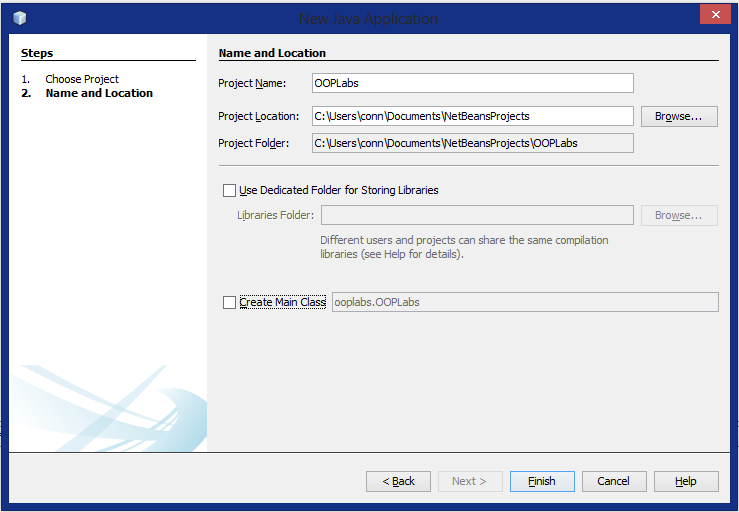 New Java Application
Steps
1. Choose Project
2. Name and Location
Name and Location
Project Name: OOPLabs
Project Location: C:\Users\conn\Documents\NetBeansProjects Browse...
Project Folder: C:\Users\conn\Documents\NetBeansProjects\OOPLabs
Use Dedicated Folder for Storing Libraries
Libraries Folder: Browse...
Different users and projects can share the same compilation
libraries (see Help for details).
Create Main Class ooplabs.OOPLabs
< Back Next > Finish Cancel Help